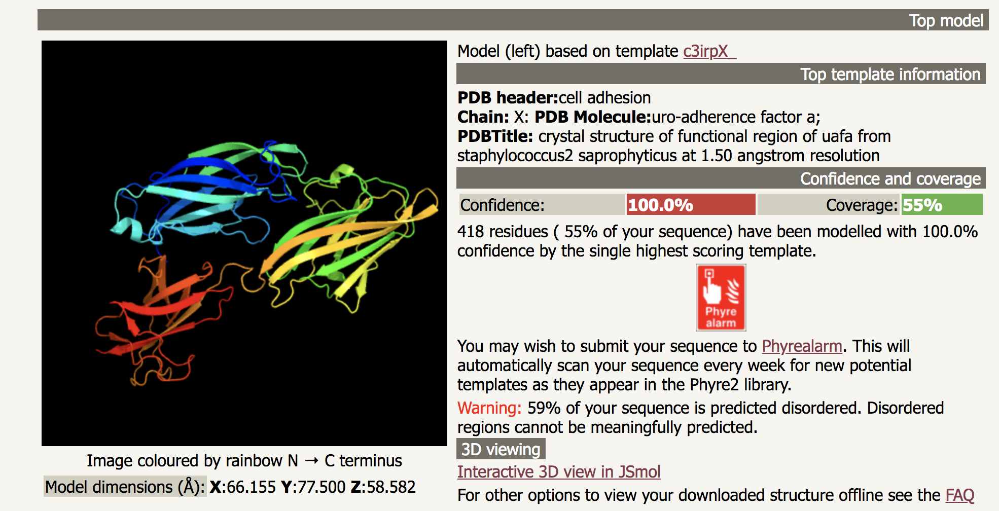 Top model
Model (left) based on template c3irpX_
Top template information
PDB header:cell adhesion
Chain: X: PDB Molecule:uro-adherence factor a;
PDBTitle: crystal structure of functional region of uafa from
staphylococcus2 saprophyticus at 1.50 angstrom resolution
Confidence and coverage
Confidence: 100.0% Coverage: 55%
418 residues ( 55% of your sequence) have been modelled with 100.0%
confidence by the single highest scoring template.
Phyre
alarm
You may wish to submit your sequence to Phyrealarm. This will
automatically scan your sequence every week for new potential
templates as they appear in the Phyre2 library.
Warning: 59% of your sequence is predicted disordered. Disordered
regions cannot be meaningfully predicted.
3D viewing
Interactive 3D view in JSmol
For other options to view your downloaded structure offline see the FAQ
Image coloured by rainbow N → C terminus
Model dimensions (Å): X:66.155 Y:77.500 Z:58.582